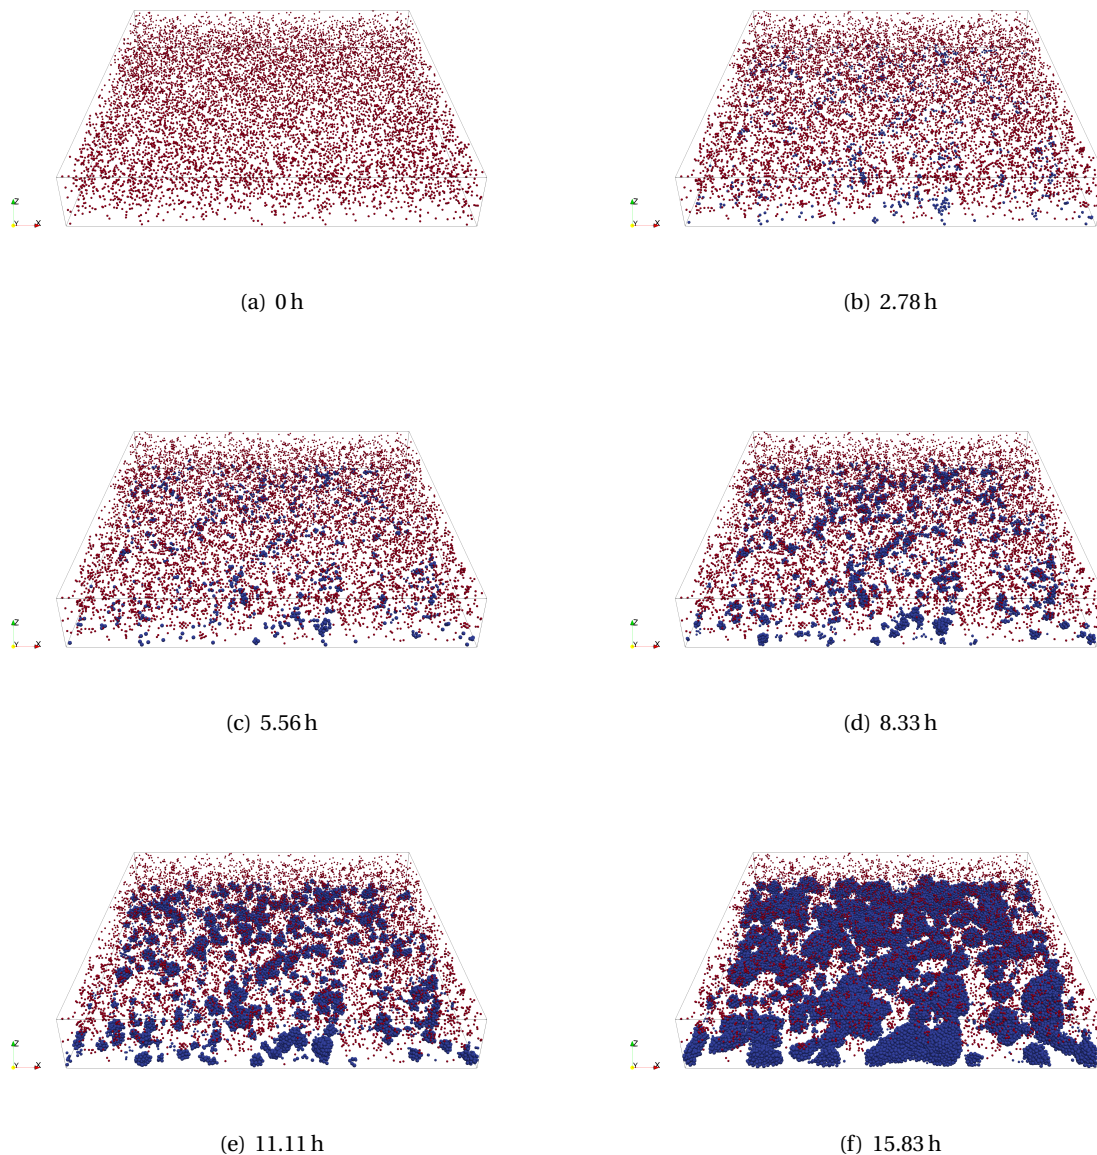 Z
Y X
Z
Y X
(a) 0 h
(b) 2.78 h
Z
Y X
Z
Y X
(c) 5.56 h
(d) 8.33 h
Z
Y X
Z
Y X
(e) 11.11 h
(f) 15.83 h